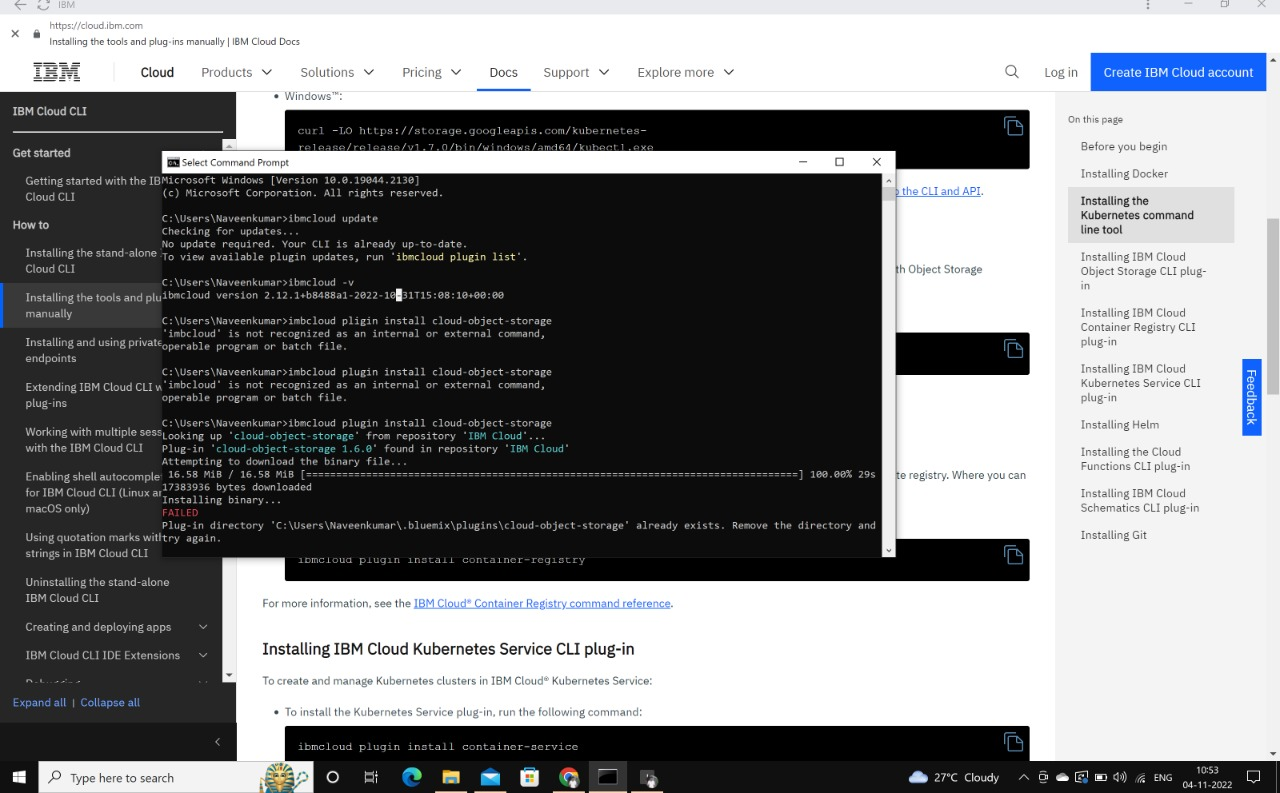 IBM
https://cloud.ibm.com
Installing the tools and plug-ins manually | IBM Cloud Docs
IBM
Cloud
Products
Solutions
Pricing
Docs
Support
Explore more
Log in
Create IBM Cloud account
IBM Cloud CLI
Get started
Getting started with the IB
Cloud CLI
How to
Installing the stand-alone
Cloud CLI
Installing the tools and plu
manually
Installing and using private
endpoints
Extending IBM Cloud CLI w
plug-ins
Working with multiple sess
with the IBM Cloud CLI
Enabling shell autocomple
for IBM Cloud CLI (Linux an
macOS only)
Using quotation marks with
strings in IBM Cloud CLI
Uninstalling the stand-alone
IBM Cloud CLI
Creating and deploying apps
IBM Cloud CLI IDE Extensions
Expand all | Collapse all
• Windows™:
curl -LO https://storage.googleapis.com/kubernetes-
release/release/v1.7.0/bin/windows/amd64/kubectl.exe
Select Command Prompt
Microsoft Windows [Version 10.0.19044.2130]
(c) Microsoft Corporation. All rights reserved.
C:\Users\Naveenkumar>ibmcloud update
Checking for updates...
No update required. Your CLI is already up-to-date.
To view available plugin updates, run 'ibmcloud plugin list'.
C:\Users\Naveenkumar>ibmcloud -v
ibmcloud version 2.12.1+b8488a1-2022-10-31T15:08:10+00:00
C:\Users\Naveenkumar>imbcloud pligin install cloud-object-storage
'imbcloud' is not recognized as an internal or external command,
operable program or batch file.
C:\Users\Naveenkumar>imbcloud plugin install cloud-object-storage
'imbcloud' is not recognized as an internal or external command,
operable program or batch file.
C:\Users\Naveenkumar>ibmcloud plugin install cloud-object-storage
Looking up 'cloud-object-storage' from repository 'IBM Cloud'...
Plug-in 'cloud-object-storage 1.6.0' found in repository 'IBM Cloud'
Attempting to download the binary file...
16.58 MiB / 16.58 MiB [==================================================================================] 100.00% 29s
17383936 bytes downloaded
Installing binary...
FAILED
Plug-in directory 'C:\Users\Naveenkumar\.bluemix\plugins\cloud-object-storage' already exists. Remove the directory and
try again.
the CLI and API.
th Object Storage
te registry. Where you can
ibmcloud plugin install container-registry
For more information, see the IBM Cloud® Container Registry command reference.
Installing IBM Cloud Kubernetes Service CLI plug-in
To create and manage Kubernetes clusters in IBM Cloud® Kubernetes Service:
• To install the Kubernetes Service plug-in, run the following command:
ibmcloud plugin install container-service
On this page
Before you begin
Installing Docker
Installing the
Kubernetes command
line tool
Installing IBM Cloud
Object Storage CLI plug-
in
Installing IBM Cloud
Container Registry CLI
plug-in
Installing IBM Cloud
Kubernetes Service CLI
plug-in
Installing Helm
Installing the Cloud
Functions CLI plug-in
Installing IBM Cloud
Schematics CLI plug-in
Installing Git
Feedback
Type here to search
27°C Cloudy
ENG
10:53
04-11-2022